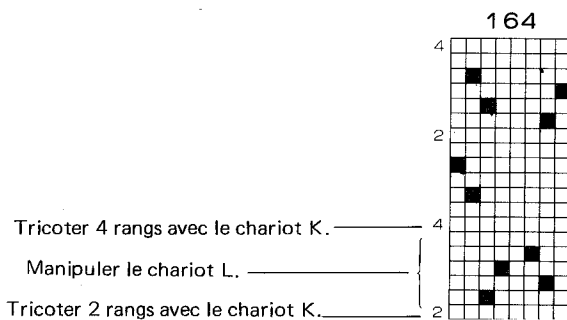 164
4
2
Tricoter 4 rangs avec le chariot K. 4
Manipuler le chariot L.
Tricoter 2 rangs avec le chariot K. 2